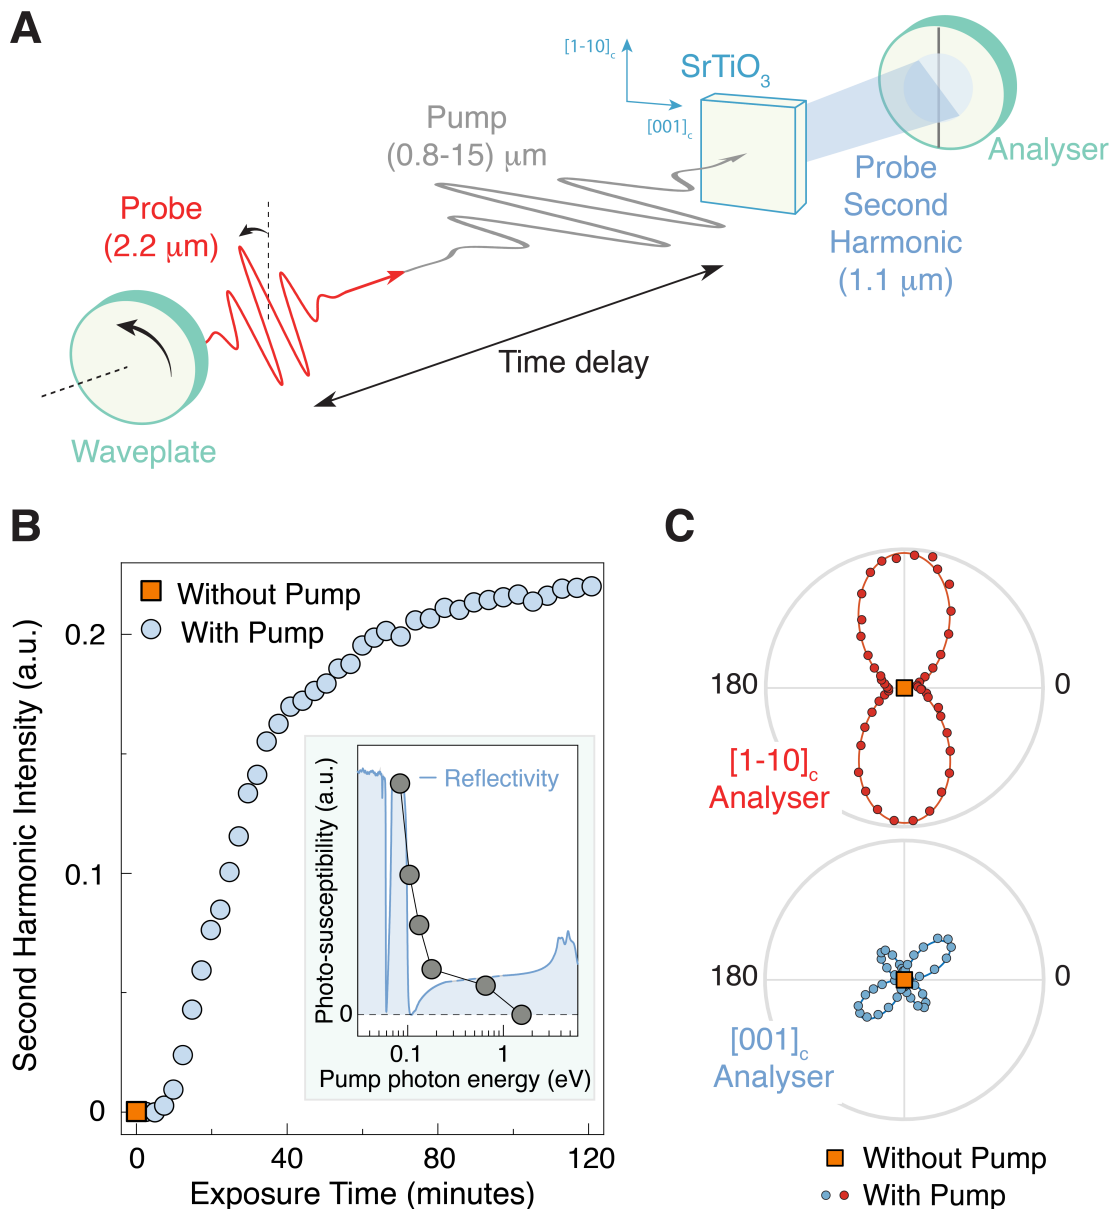 A
[1-10]c
SrTiO3
[001]c
Pump
(0.8-15) μm
Analyser
Probe
(2.2 μm)
Probe
Second
Harmonic
(1.1 μm)
Time delay
Waveplate
B
Without Pump
With Pump
Second Harmonic Intensity (a.u.)
0.2
0.1
0
0
40
80
120
Exposure Time (minutes)
Reflectivity
Photo-susceptibility (a.u.)
0
0.1
1
Pump photon energy (eV)
C
180
0
[1-10]c
Analyser
180
0
[001]c
Analyser
Without Pump
With Pump